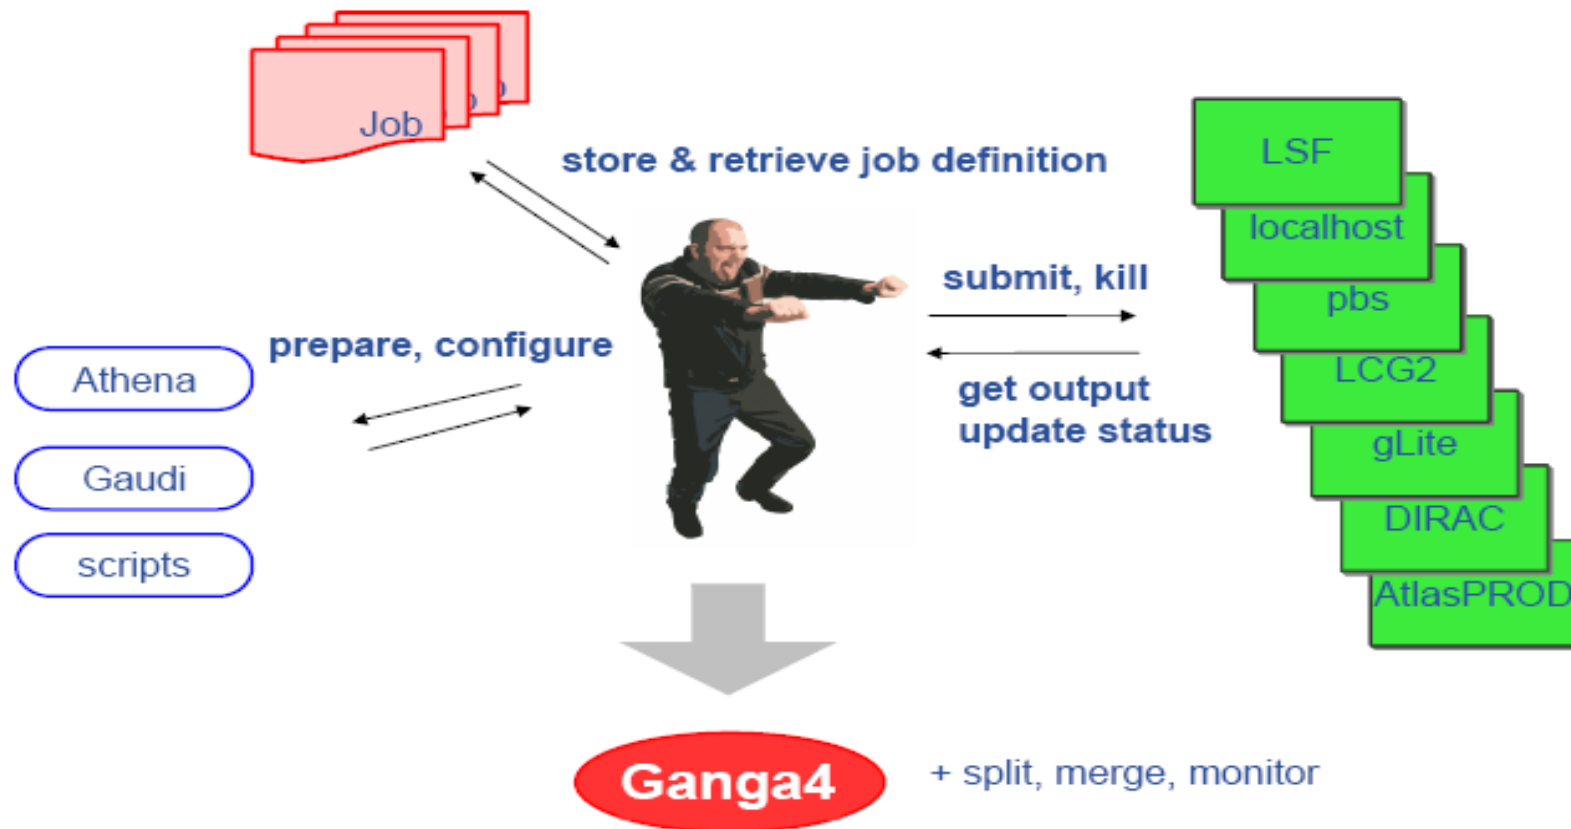 Job
store & retrieve job definition
LSF
localhost
submit, kill
pbs
prepare, configure
Athena
LCG2
get output
update status
gLite
Gaudi
DIRAC
scripts
AtlasPROD
Ganga4
+ split, merge, monitor